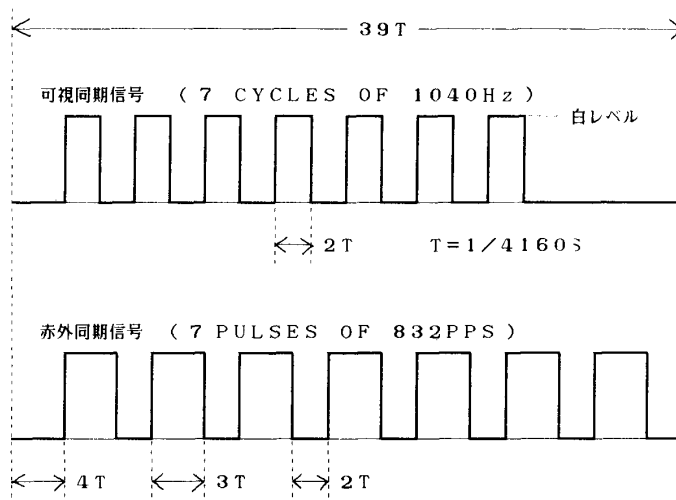 39T
可視同期信号 (7 CYCLES OF 1040Hz)
白レベル
2T T=1/4160S
赤外同期信号 (7 PULSES OF 832PPS)
4T 3T 2T